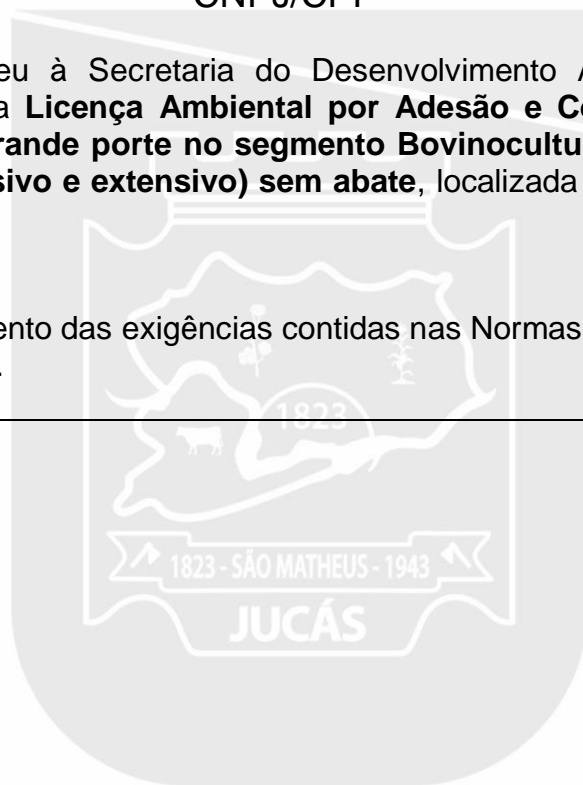 CNPJ/CPF
eu à Secretaria do Desenvolvimento
a Licença Ambiental por Adesão e
rande porte no segmento Bovinocultu
sivo e extensivo) sem abate, localizada
ento das exigências contidas nas Normas
.
1823
1823 - SÃO MATHEUS - 1943
JUCÁS